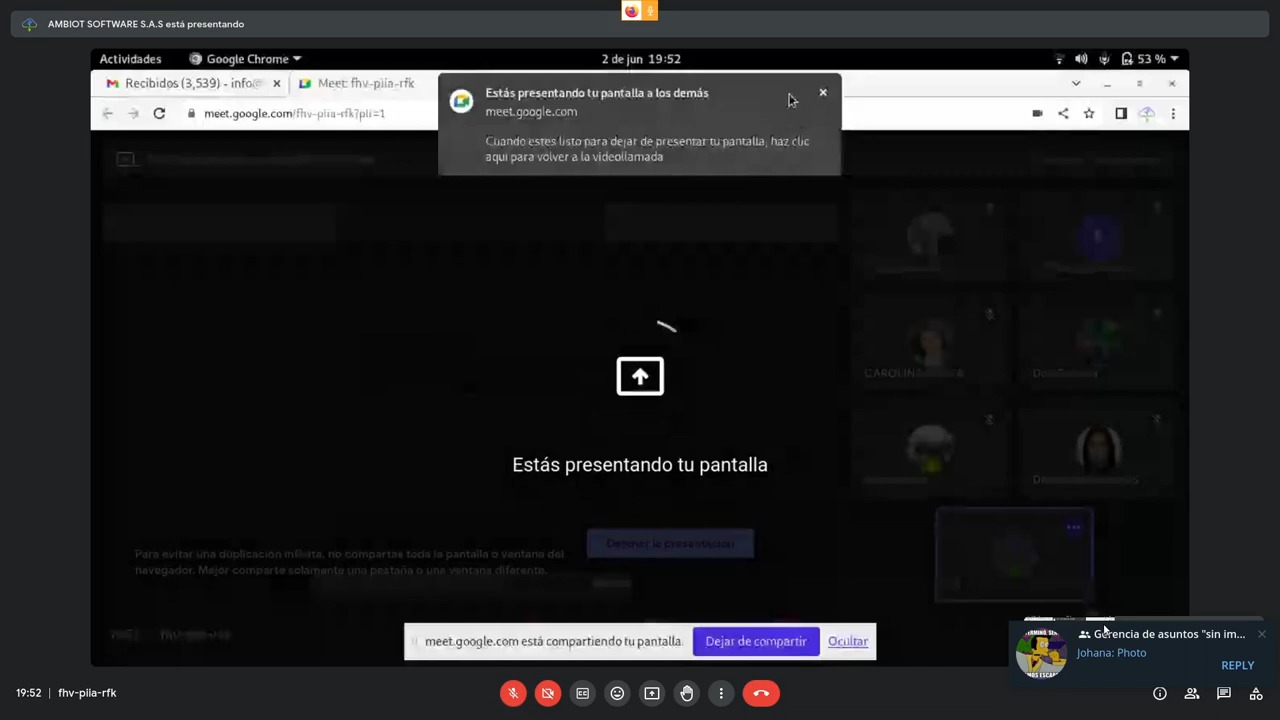 AMBIOT SOFTWARE S.A.S está presentando
Actividades
Google Chrome
2 de jun 19:52
53 %
Recibidos (3,539) - info@
Meet: fhv-piia-rfk
meet.google.com/fhv-piia-rfk?pli=1
Estás presentando tu pantalla a los demás
meet.google.com
Cuando estes listo para dejar de presentar tu pantalla, haz clic
aquí para volver a la videollamada
Estás presentando tu pantalla
Para evitar una duplicación infinita, no compartas toda la pantalla o ventana del
navegador. Mejor comparte solamente una pestaña o una ventana diferente.
Detener la presentación
meet.google.com está compartiendo tu pantalla.
Dejar de compartir
Ocultar
Gerencia de asuntos "sin im...
Johana: Photo
REPLY
19:52
fhv-piia-rfk